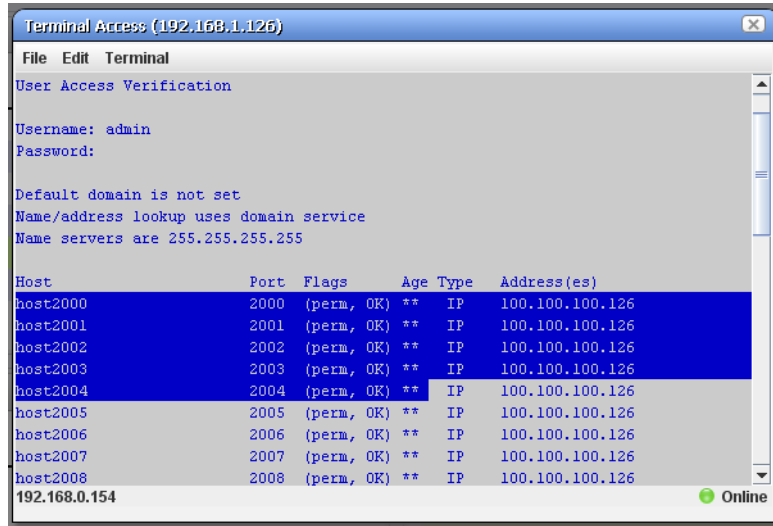 Terminal Access (192.168.1.126)
File Edit Terminal
User Access Verification
Username: admin
Password:
Default domain is not set
Name/address lookup uses domain service
Name servers are 255.255.255.255
Host Port Flags Age Type Address(es)
host2000 2000 (perm, OK) ** IP 100.100.100.126
host2001 2001 (perm, OK) ** IP 100.100.100.126
host2002 2002 (perm, OK) ** IP 100.100.100.126
host2003 2003 (perm, OK) ** IP 100.100.100.126
host2004 2004 (perm, OK) ** IP 100.100.100.126
host2005 2005 (perm, OK) ** IP 100.100.100.126
host2006 2006 (perm, OK) ** IP 100.100.100.126
host2007 2007 (perm, OK) ** IP 100.100.100.126
host2008 2008 (perm, OK) ** IP 100.100.100.126
192.168.0.154 Online